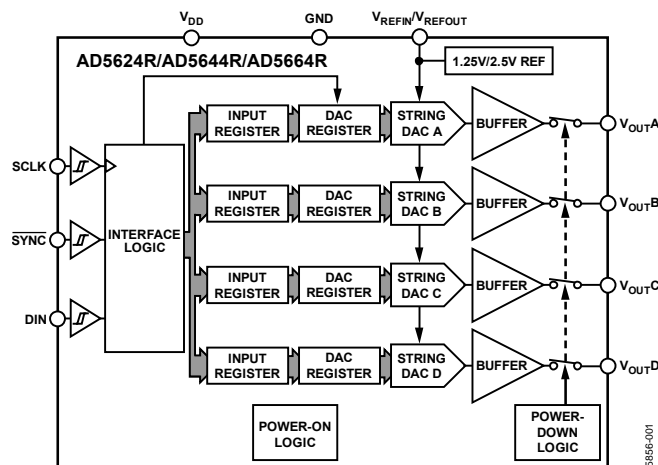 VDD
GND
VREFIN/VREFOUT
AD5624R/AD5644R/AD5664R
1.25V/2.5V REF
INPUT
REGISTER
DAC
REGISTER
STRING
DAC A
BUFFER
VOUTA
SCLK
INTERFACE
LOGIC
INPUT
REGISTER
DAC
REGISTER
STRING
DAC B
BUFFER
VOUTB
SYNC
INPUT
REGISTER
DAC
REGISTER
STRING
DAC C
BUFFER
VOUTC
DIN
INPUT
REGISTER
DAC
REGISTER
STRING
DAC D
BUFFER
VOUTD
POWER-ON
LOGIC
POWER-
DOWN
LOGIC
5856-001